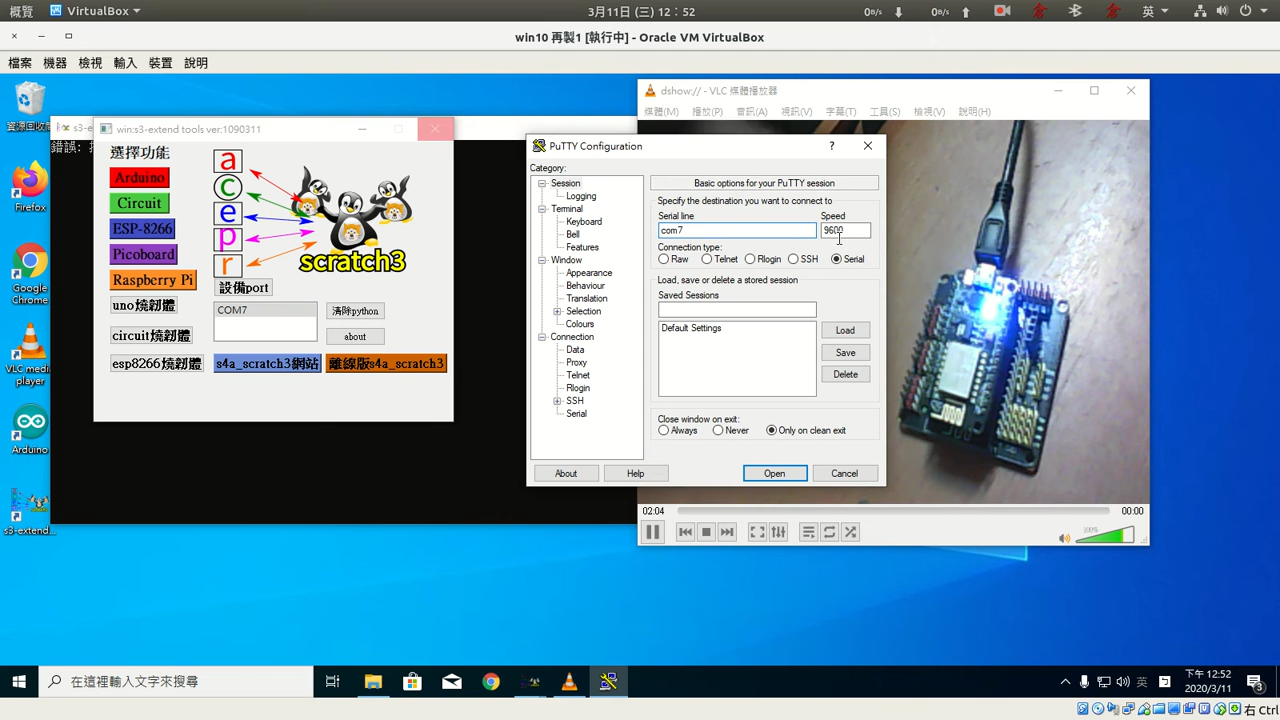 概覽 VirtualBox 3月11日 (三) 12：52 0B/s 0B/s 倉 倉 英
win10 再製1 [執行中] - Oracle VM VirtualBox
檔案 機器 檢視 輸入 裝置 說明
資源回收
Firefox
Google
Chrome
VLC media
player
Arduino
s3-extend...
錯誤:
win:s3-extend tools ver:1090311
選擇功能
Arduino
Circuit
ESP-8266
Picoboard
Raspberry Pi
uno燒韌體
circuit燒韌體
esp8266燒韌體
a
c
e
p
r
scratch3
設備port
COM7
清除python
about
s4a_scratch3網站
離線版s4a_scratch3
dshow:// - VLC 媒體播放器
媒體(M) 播放(P) 音訊(A) 視訊(V) 字幕(T) 工具(S) 檢視(V) 說明(H)
PuTTY Configuration ?
Category:
Session
Logging
Terminal
Keyboard
Bell
Features
Window
Appearance
Behaviour
Translation
Selection
Colours
Connection
Data
Proxy
Telnet
Rlogin
SSH
Serial
Basic options for your PuTTY session
Specify the destination you want to connect to
Serial line Speed
com7 9600
Connection type:
Raw Telnet Rlogin SSH Serial
Load, save or delete a stored session
Saved Sessions
Default Settings
Load
Save
Delete
Close window on exit:
Always Never Only on clean exit
About Help Open Cancel
02:04 00:00
100%
在這裡輸入文字來搜尋
英
下午 12:52
2020/3/11
3
右 Ctrl